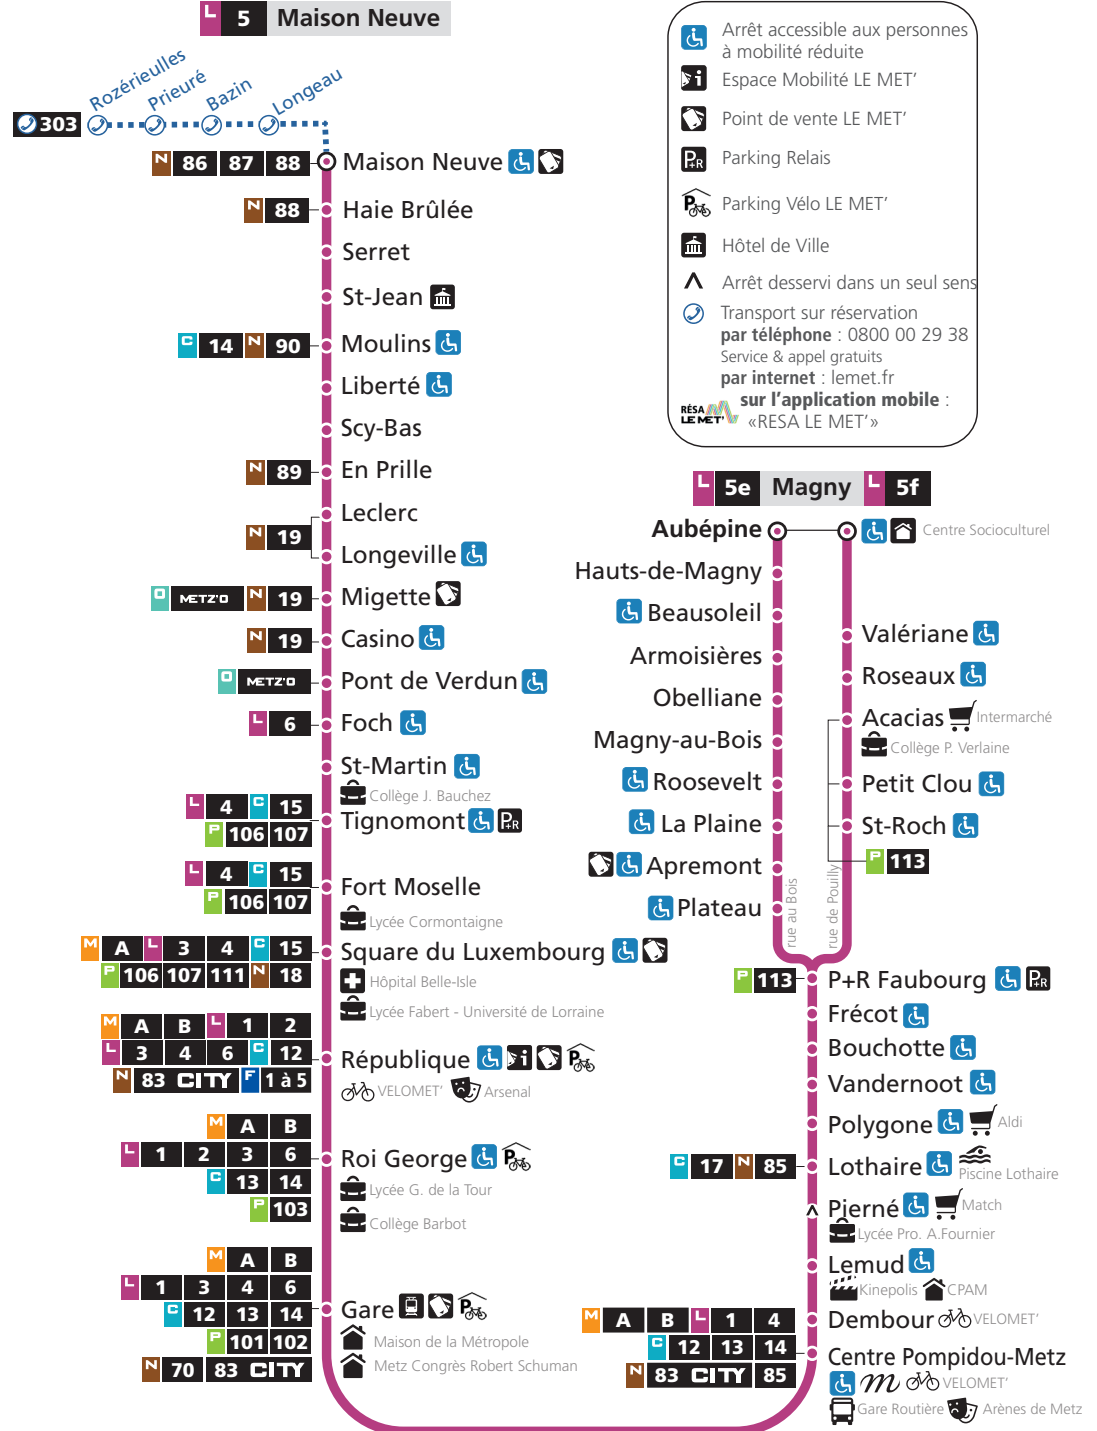 L 5 Maison Neuve
Rozérieulles
Prieuré
Bazin
Longeau
303
N 86 87 88 Maison Neuve
N 88 Haie Brûlée
Serret
St-Jean
C 14 N 90 Moulins
Liberté
Scy-Bas
N 89 En Prille
Leclerc
N 19
Longeville
O METZ'O N 19 Migette
N 19 Casino
O METZ'O Pont de Verdun
L 6 Foch
St-Martin
Collège J. Bauchez
L 4 C 15
P 106 107
Tignomont P+R
L 4 C 15
P 106 107
Fort Moselle
Lycée Cormontaigne
M A L 3 4 C 15
P 106 107 111 N 18
Square du Luxembourg
Hôpital Belle-Isle
Lycée Fabert - Université de Lorraine
M A B L 1 2
L 3 4 6 C 12
N 83 CITY F 1 à 5
République i P
VELOMET' Arsenal
M A B
L 1 2 3 6
C 13 14
P 103
Roi George P
Lycée G. de la Tour
Collège Barbot
M A B
L 1 3 4 6
C 12 13 14
P 101 102
N 70 83 CITY
Gare P
Maison de la Métropole
Metz Congrès Robert Schuman
Arrêt accessible aux personnes
à mobilité réduite
i Espace Mobilité LE MET'
Point de vente LE MET'
P+R Parking Relais
P Parking Vélo LE MET'
Hôtel de Ville
Arrêt desservi dans un seul sens
Transport sur réservation
par téléphone : 0800 00 29 38
Service & appel gratuits
par internet : lemet.fr
RÉSA LE MET' sur l'application mobile :
«RESA LE MET'»
L 5e Magny L 5f
Aubépine Centre Socioculturel
Hauts-de-Magny
Beausoleil
Armoisières
Obelliane
Magny-au-Bois
Roosevelt
La Plaine
Apremont
Plateau
rue au Bois
Valériane
Roseaux
Acacias Intermarché
Collège P. Verlaine
Petit Clou
St-Roch
P 113
rue de Pouilly
P 113 P+R Faubourg P+R
Frécot
Bouchotte
Vandernoot
Polygone Aldi
C 17 N 85 Lothaire Piscine Lothaire
Pierné Match
Lycée Pro. A.Fournier
Lemud
Kinepolis CPAM
Dembour VELOMET'
M A B L 1 4
C 12 13 14
N 83 CITY 85
Centre Pompidou-Metz
m VELOMET'
Gare Routière Arènes de Metz